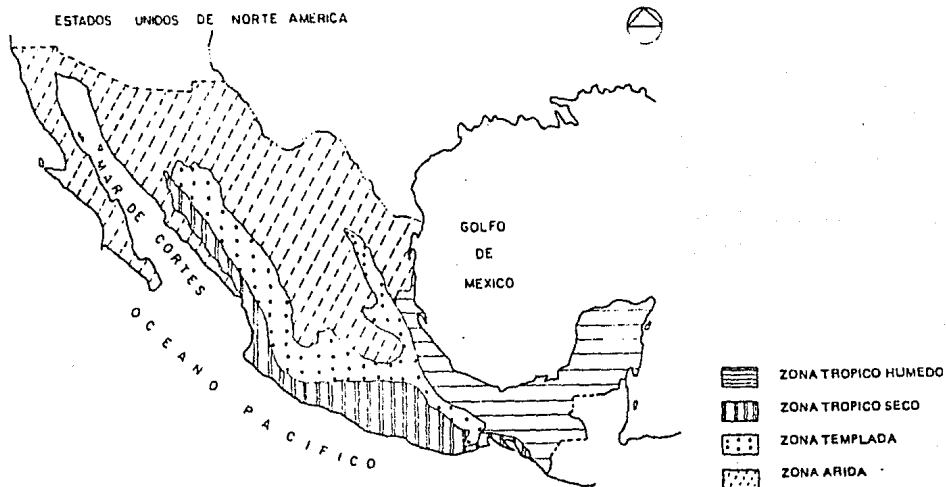 ESTADOS UNIDOS DE NORTE AMÉRICA
MAR DE CORTES
GOLFO
DE
MEXICO
OCEANO PACIFICO
ZONA TROPICO HUMEDO
ZONA TROPICO SECO
ZONA TEMPLADA
ZONA ARIDA